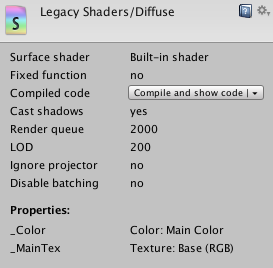 S Legacy Shaders/Diffuse
Surface shader Built-in shader
Fixed function no
Compiled code Compile and show code |
Cast shadows yes
Render queue 2000
LOD 200
Ignore projector no
Disable batching no
Properties:
_Color Color: Main Color
_MainTex Texture: Base (RGB)